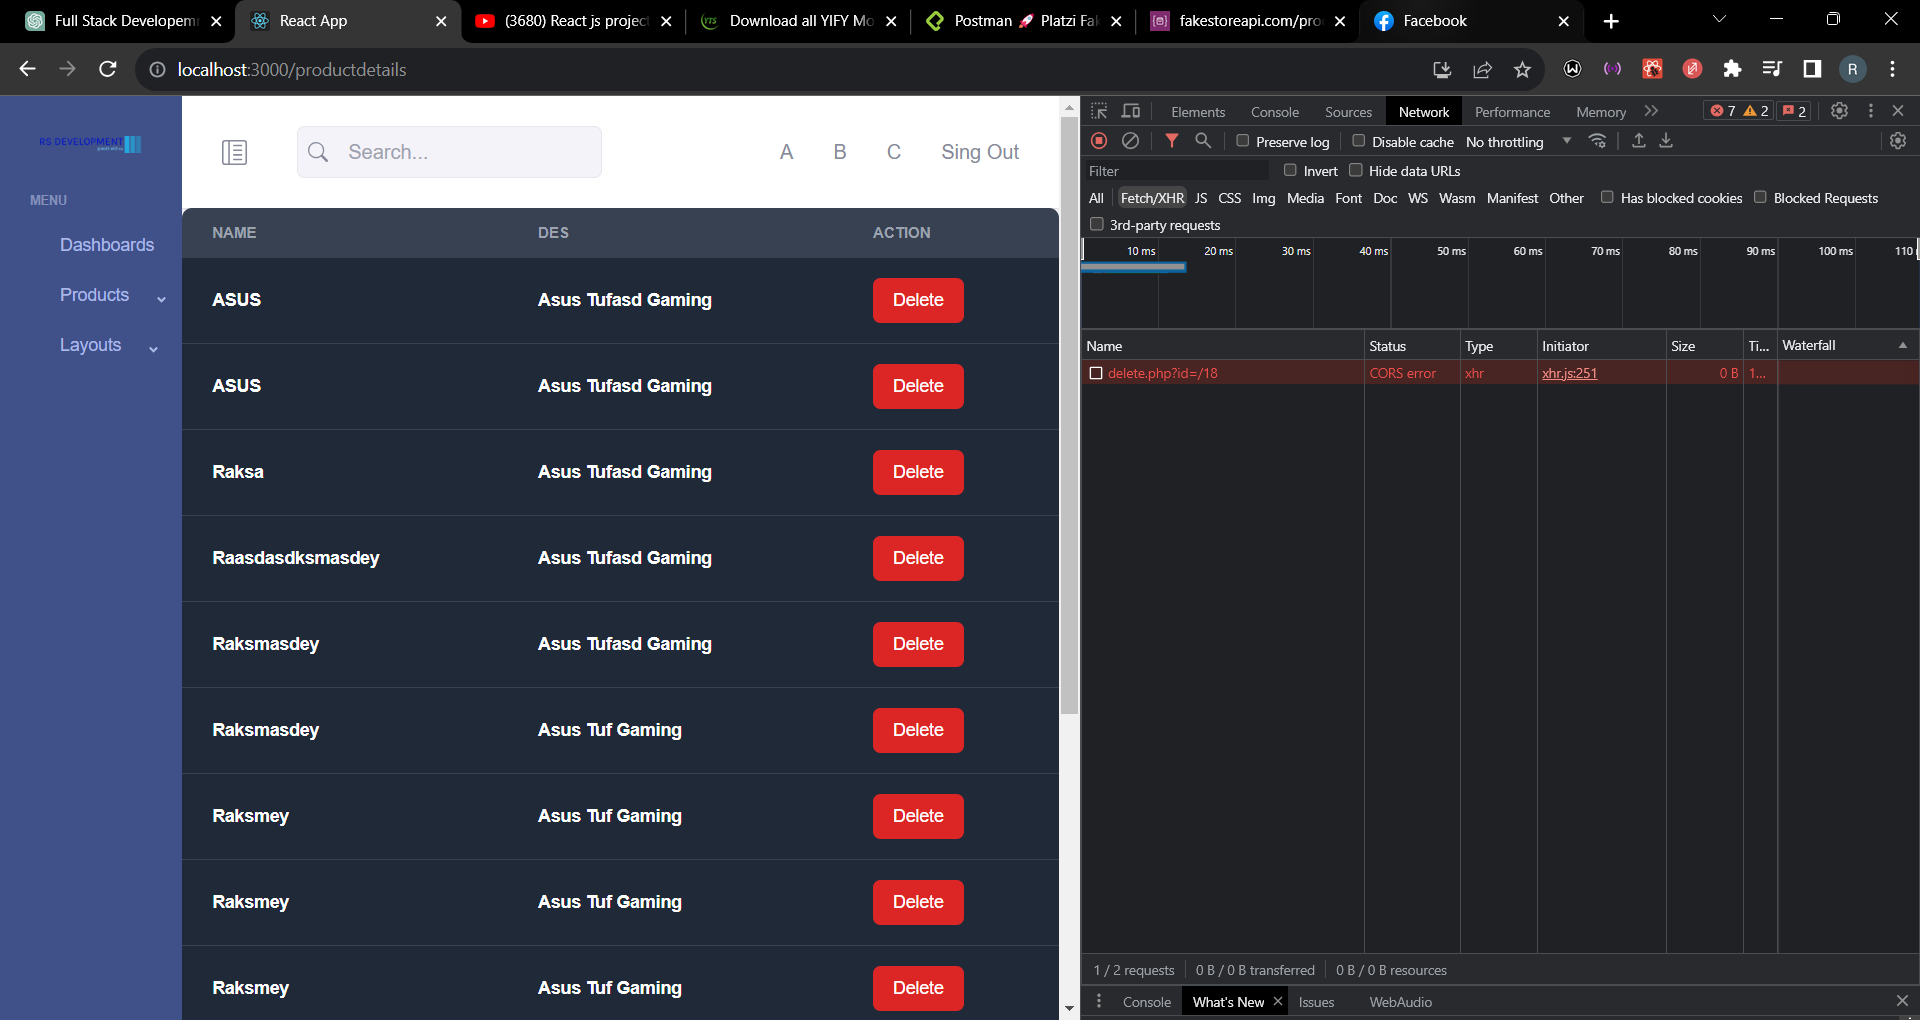 Full Stack Developem
React App
(3680) React js projec
Download all YIFY Mo
Postman 🚀 Platzi Fak
fakestoreapi.com/pro
Facebook
localhost:3000/productdetails
R
RS DEVELOPMENT
MENU
Dashboards
Products
Layouts
Search...
A B C Sing Out
NAME DES ACTION
ASUS Asus Tufasd Gaming Delete
ASUS Asus Tufasd Gaming Delete
Raksa Asus Tufasd Gaming Delete
Raasdasdksmasdey Asus Tufasd Gaming Delete
Raksmasdey Asus Tufasd Gaming Delete
Raksmasdey Asus Tuf Gaming Delete
Raksmey Asus Tuf Gaming Delete
Raksmey Asus Tuf Gaming Delete
Raksmey Asus Tuf Gaming Delete
Elements Console Sources Network Performance Memory 7 2 2
Preserve log Disable cache No throttling
Filter Invert Hide data URLs
All Fetch/XHR JS CSS Img Media Font Doc WS Wasm Manifest Other Has blocked cookies Blocked Requests
3rd-party requests
10 ms 20 ms 30 ms 40 ms 50 ms 60 ms 70 ms 80 ms 90 ms 100 ms 110
Name Status Type Initiator Size Ti... Waterfall
delete.php?id=/18 CORS error xhr xhr.js:251 0 B 1...
1 / 2 requests 0 B / 0 B transferred 0 B / 0 B resources
Console What's New Issues WebAudio